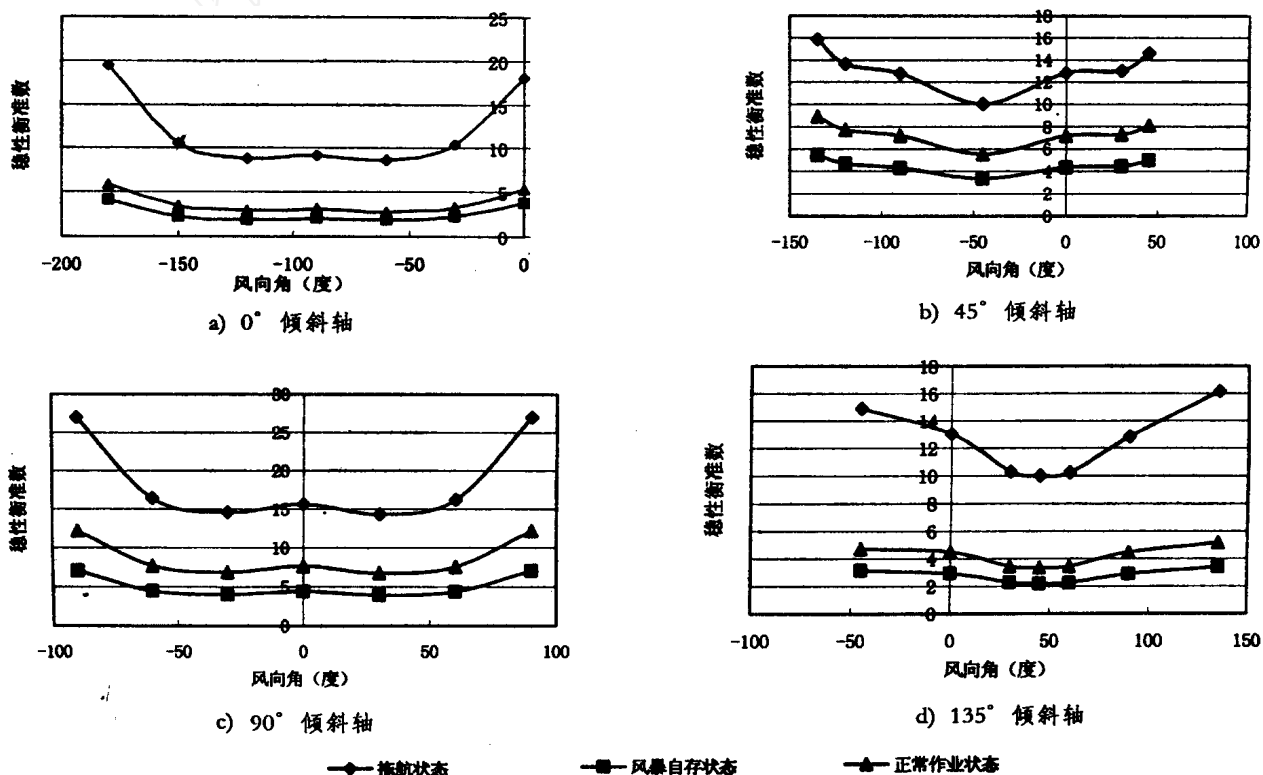 25
20
15
10
5
0
稳性衡准数
-200 -150 -100 -50 0
风向角（度）
a) 0° 倾斜轴
18
16
14
12
10
8
6
4
2
0
稳性衡准数
-150 -100 -50 0 50 100
风向角（度）
b) 45° 倾斜轴
30
25
20
15
10
5
0
稳性衡准数
-100 -50 0 50 100
风向角（度）
c) 90° 倾斜轴
18
16
14
12
10
8
6
4
2
0
稳性衡准数
-100 -50 0 50 100 150
风向角（度）
d) 135° 倾斜轴
拖航状态 风暴自存状态 正常作业状态